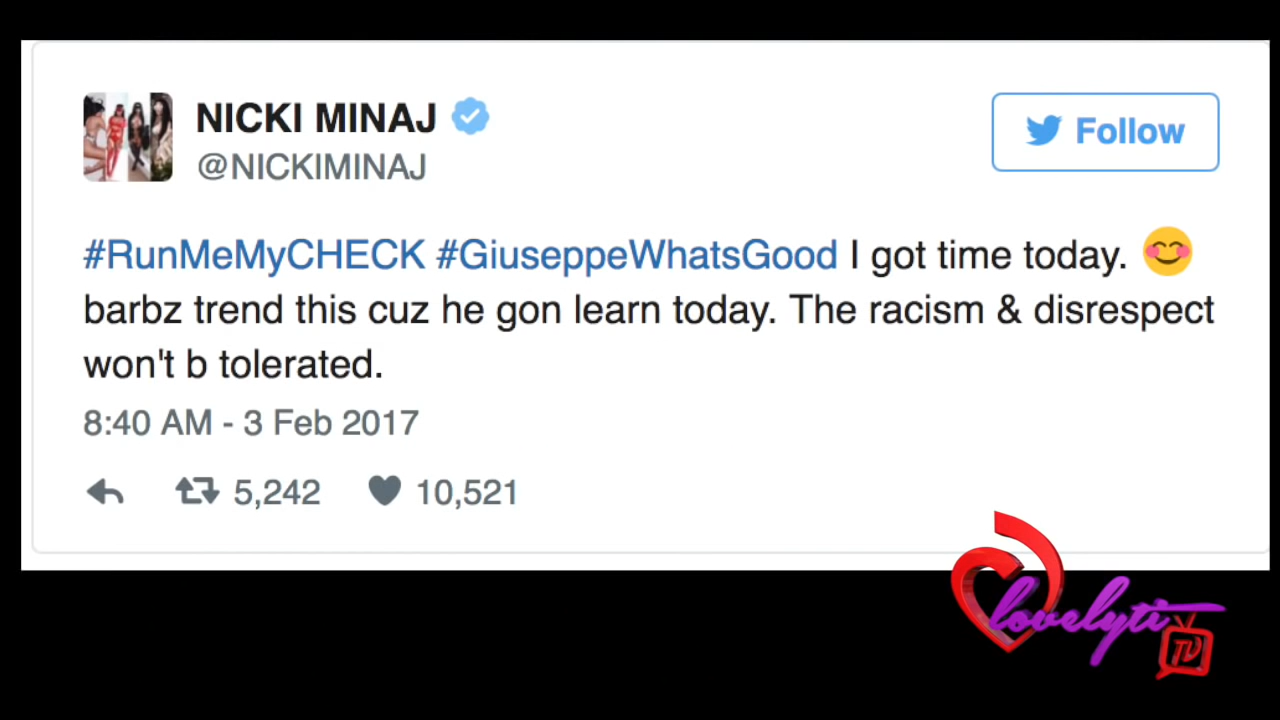 NICKI MINAJ
@NICKIMINAJ
Follow
#RunMeMyCHECK #GiuseppeWhatsGood I got time today. 😊
barbz trend this cuz he gon learn today. The racism & disrespect
won't b tolerated.
8:40 AM - 3 Feb 2017
5,242 10,521
lovelyti
TV